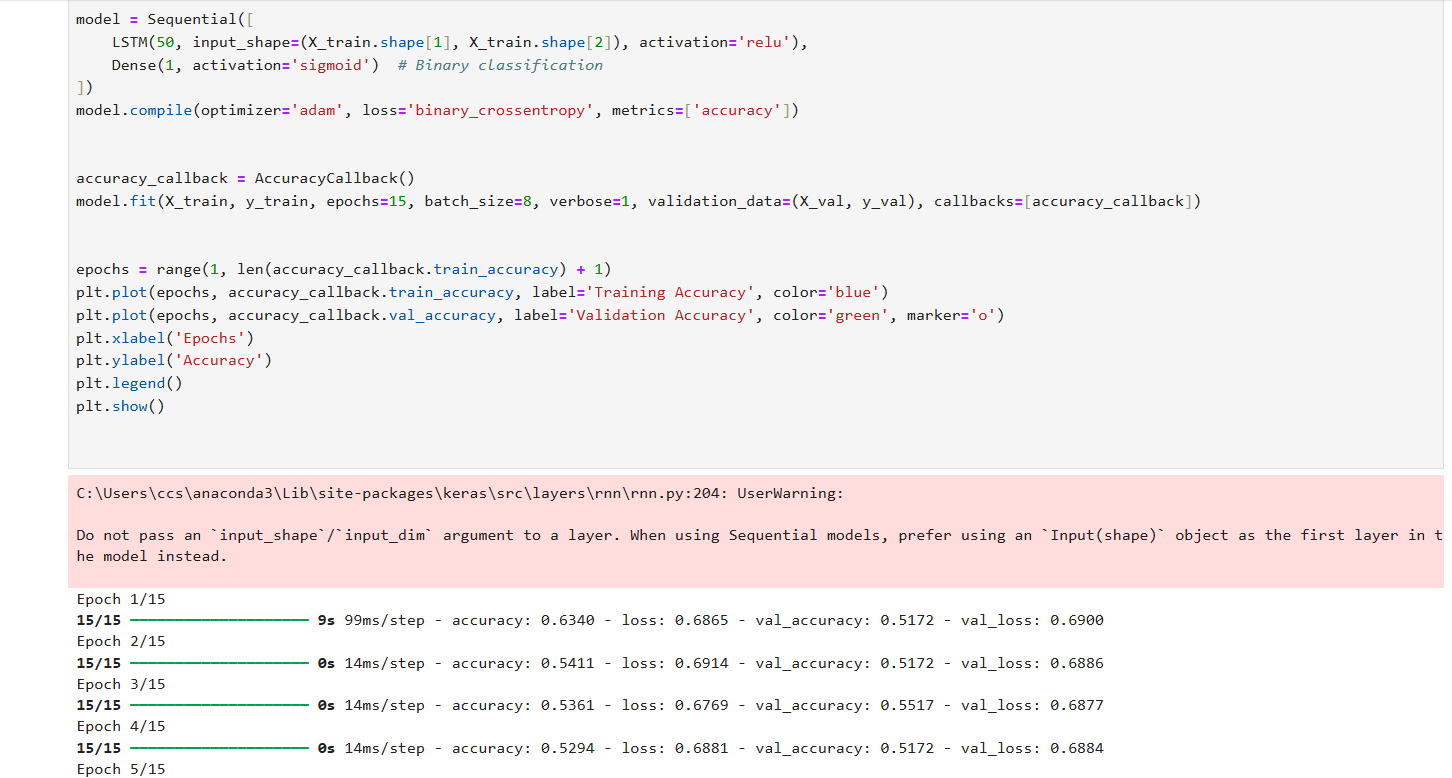 model = Sequential([
    LSTM(50, input_shape=(X_train.shape[1], X_train.shape[2]), activation='relu'),
    Dense(1, activation='sigmoid')  # Binary classification
])
model.compile(optimizer='adam', loss='binary_crossentropy', metrics=['accuracy'])
accuracy_callback = AccuracyCallback()
model.fit(X_train, y_train, epochs=15, batch_size=8, verbose=1, validation_data=(X_val, y_val), callbacks=[accuracy_callback])
epochs = range(1, len(accuracy_callback.train_accuracy) + 1)
plt.plot(epochs, accuracy_callback.train_accuracy, label='Training Accuracy', color='blue')
plt.plot(epochs, accuracy_callback.val_accuracy, label='Validation Accuracy', color='green', marker='o')
plt.xlabel('Epochs')
plt.ylabel('Accuracy')
plt.legend()
plt.show()
C:\Users\ccs\anaconda3\Lib\site-packages\keras\src\layers\rnn\rnn.py:204: UserWarning:
Do not pass an `input_shape`/`input_dim` argument to a layer. When using Sequential models, prefer using an `Input(shape)` object as the first layer in t
he model instead.
Epoch 1/15
15/15 ━━━━━━━━━━━━━━━━━━━━ 9s 99ms/step - accuracy: 0.6340 - loss: 0.6865 - val_accuracy: 0.5172 - val_loss: 0.6900
Epoch 2/15
15/15 ━━━━━━━━━━━━━━━━━━━━ 0s 14ms/step - accuracy: 0.5411 - loss: 0.6914 - val_accuracy: 0.5172 - val_loss: 0.6886
Epoch 3/15
15/15 ━━━━━━━━━━━━━━━━━━━━ 0s 14ms/step - accuracy: 0.5361 - loss: 0.6769 - val_accuracy: 0.5517 - val_loss: 0.6877
Epoch 4/15
15/15 ━━━━━━━━━━━━━━━━━━━━ 0s 14ms/step - accuracy: 0.5294 - loss: 0.6881 - val_accuracy: 0.5172 - val_loss: 0.6884
Epoch 5/15